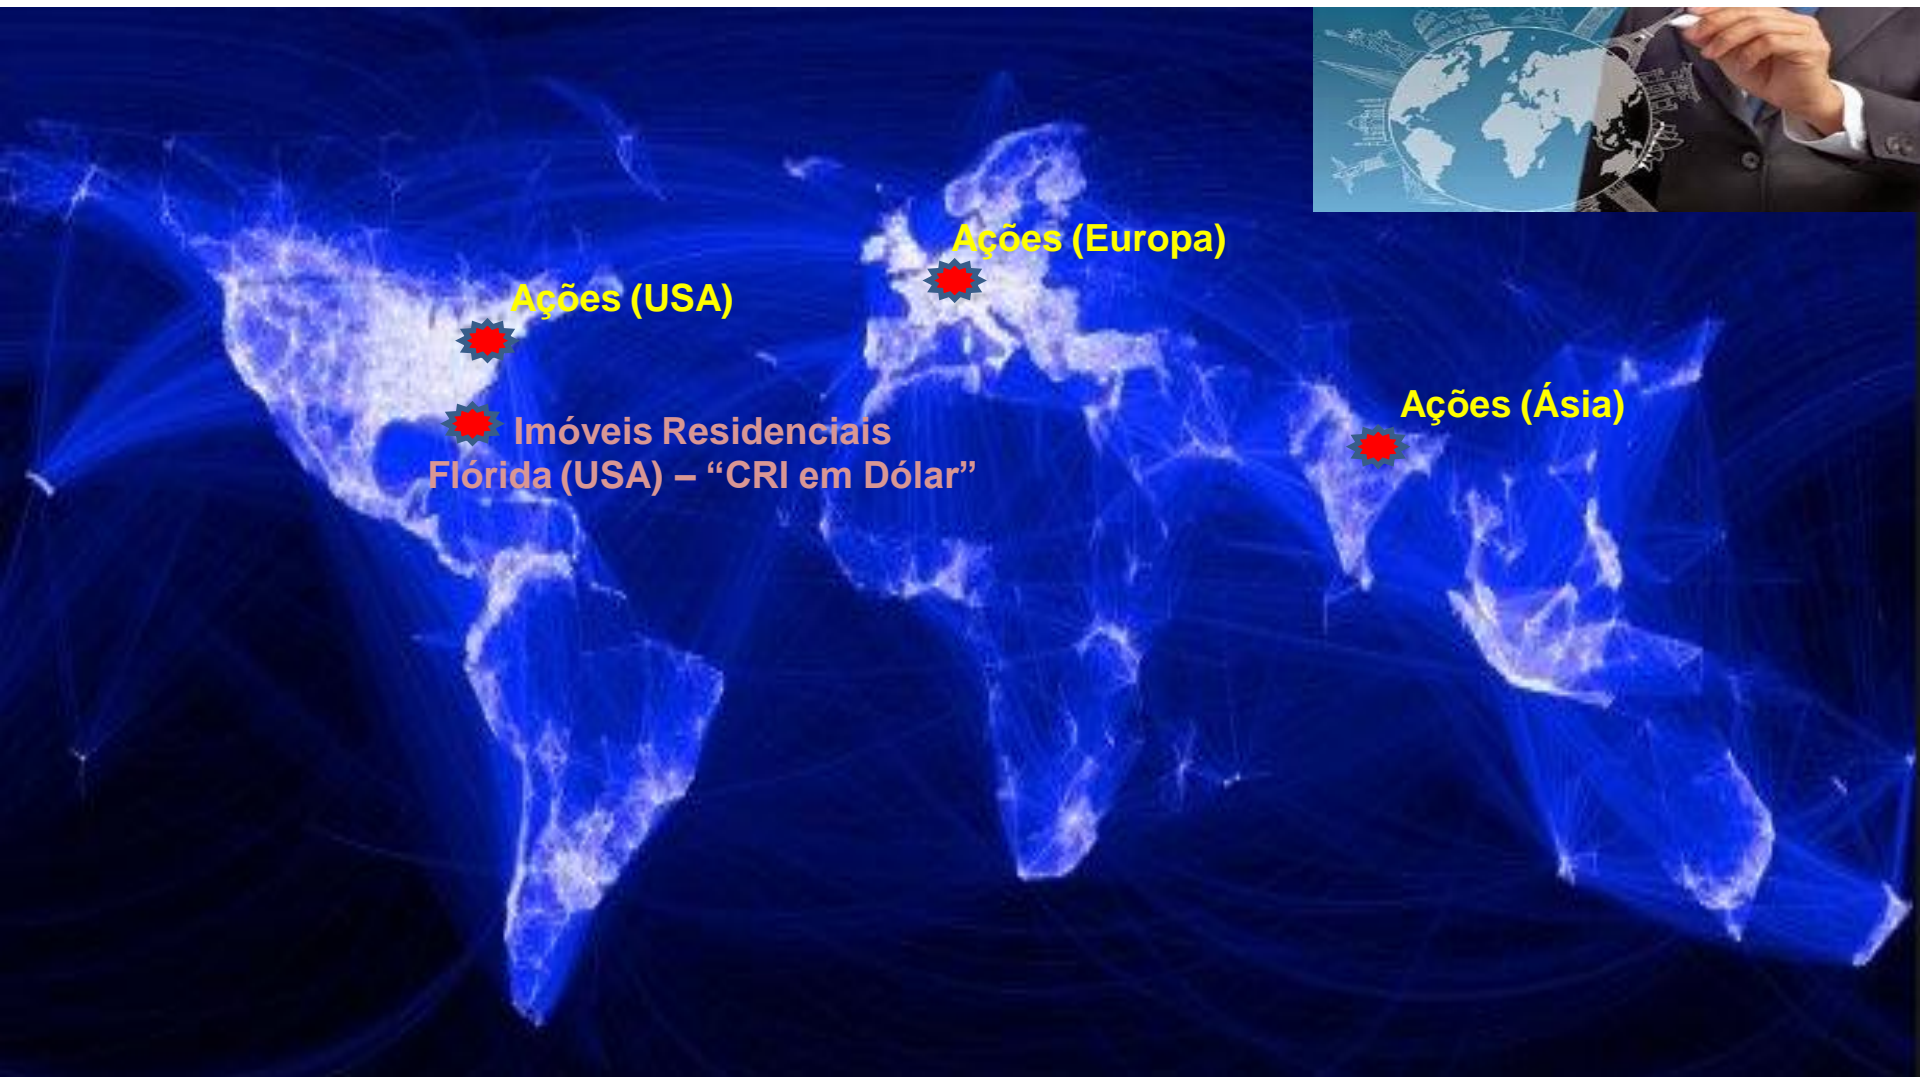 Ações (Europa)
Ações (USA)
Ações (Ásia)
Imóveis Residenciais
Flórida (USA) – “CRI em Dólar”